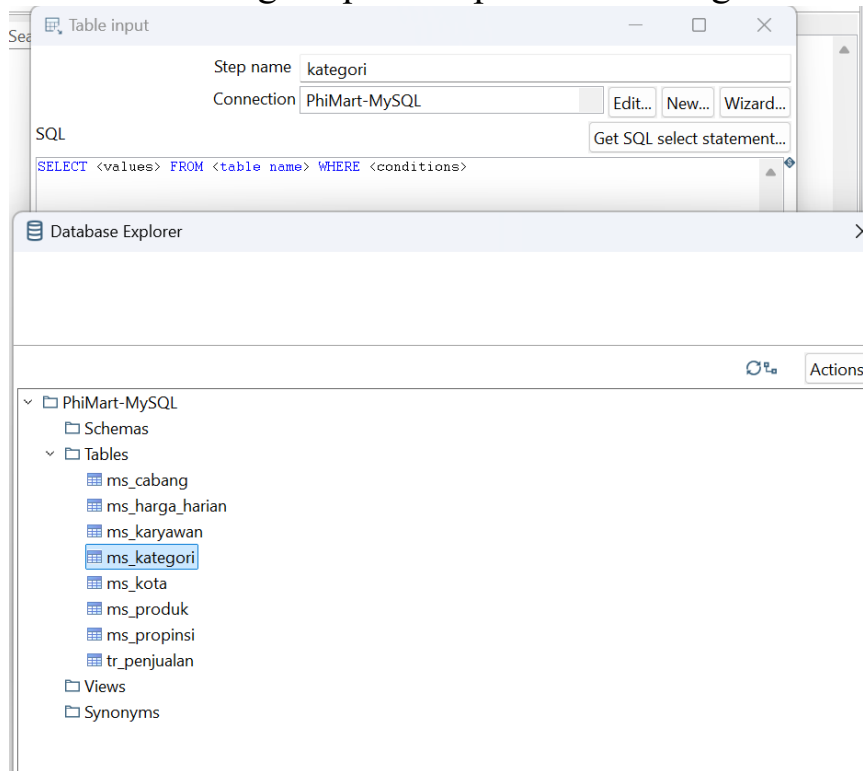 Sea
Table input
Step name kategori
Connection PhiMart-MySQL Edit... New... Wizard...
SQL Get SQL select statement...
SELECT <values> FROM <table name> WHERE <conditions>
Database Explorer
Actions
PhiMart-MySQL
Schemas
Tables
ms_cabang
ms_harga_harian
ms_karyawan
ms_kategori
ms_kota
ms_produk
ms_propinsi
tr_penjualan
Views
Synonyms